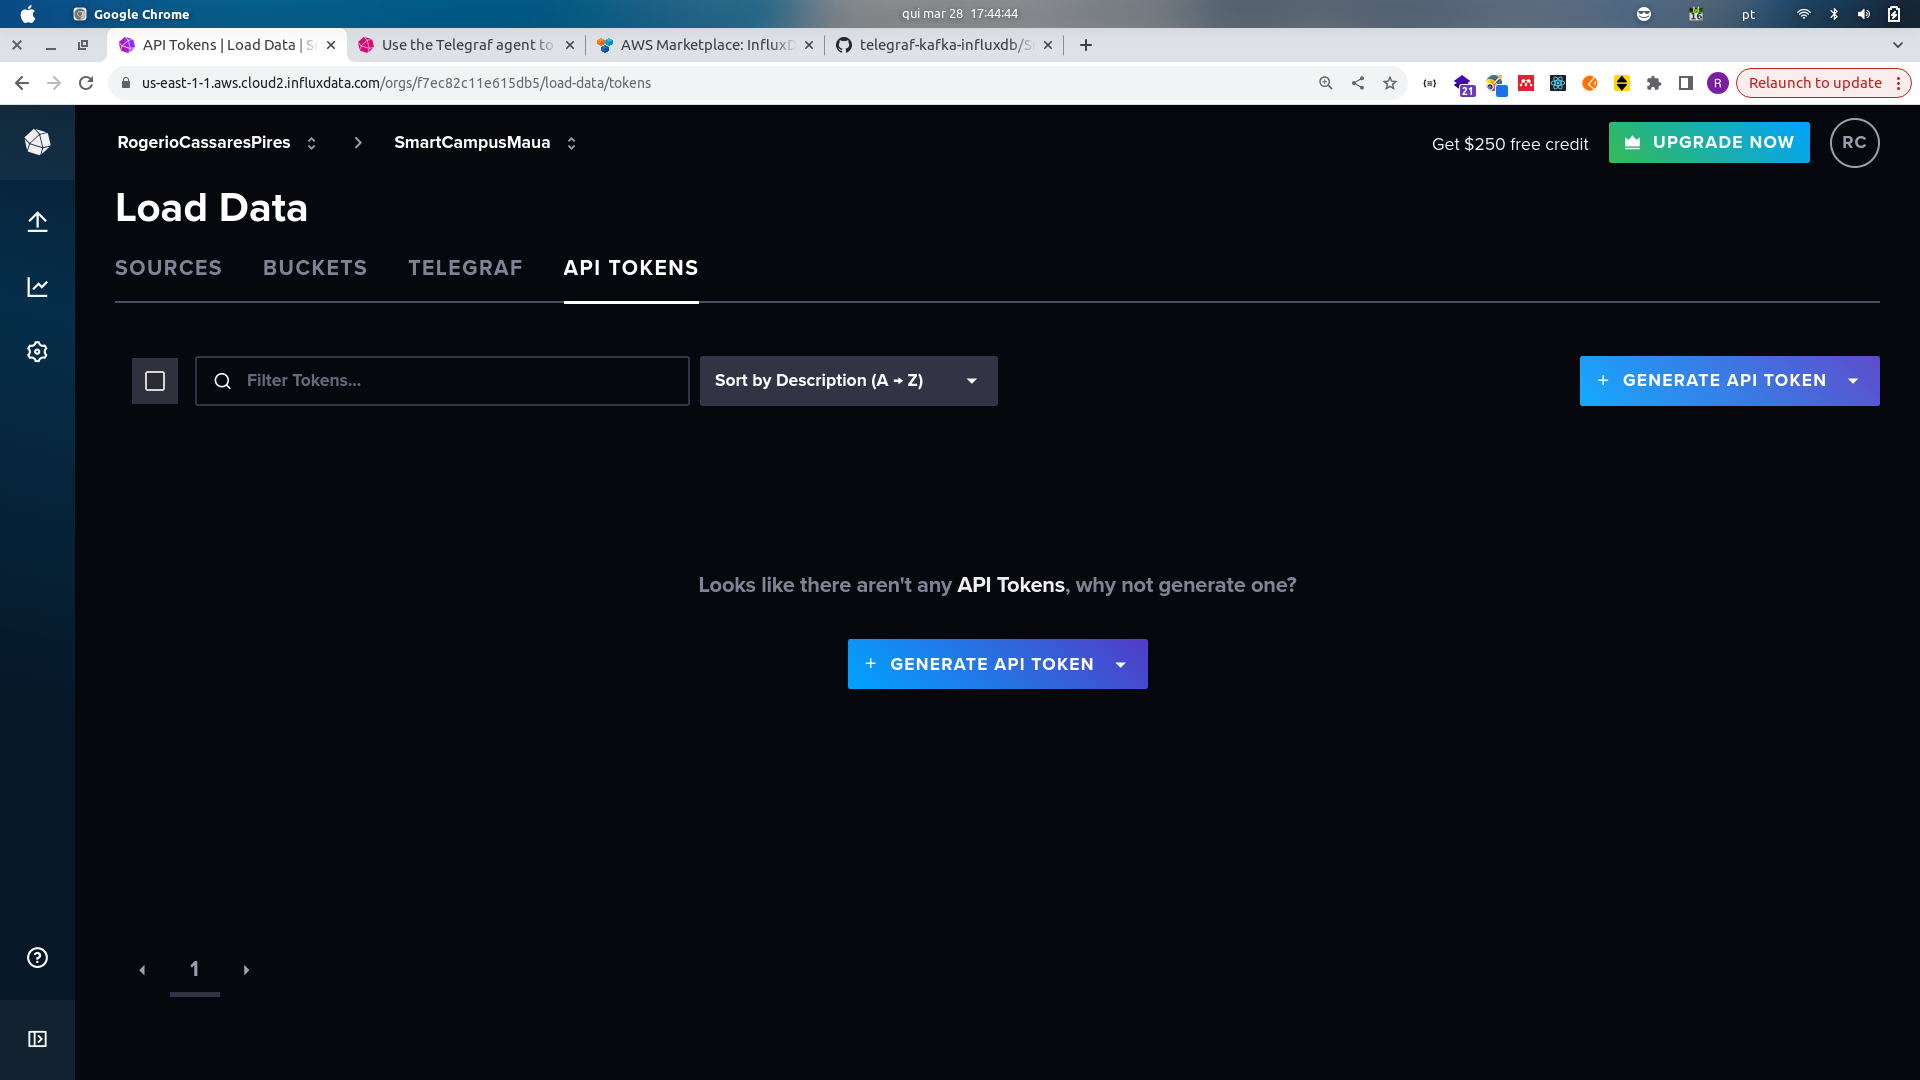 Google Chrome
qui mar 28 17:44:44
pt
API Tokens | Load Data | S
Use the Telegraf agent to
AWS Marketplace: InfluxD
telegraf-kafka-influxdb/S
us-east-1-1.aws.cloud2.influxdata.com/orgs/f7ec82c11e615db5/load-data/tokens
21
R
Relaunch to update
RogerioCassaresPires
SmartCampusMaua
Get $250 free credit
UPGRADE NOW
RC
Load Data
SOURCES
BUCKETS
TELEGRAF
API TOKENS
Filter Tokens...
Sort by Description (A → Z)
+ GENERATE API TOKEN
Looks like there aren't any API Tokens, why not generate one?
+ GENERATE API TOKEN
1